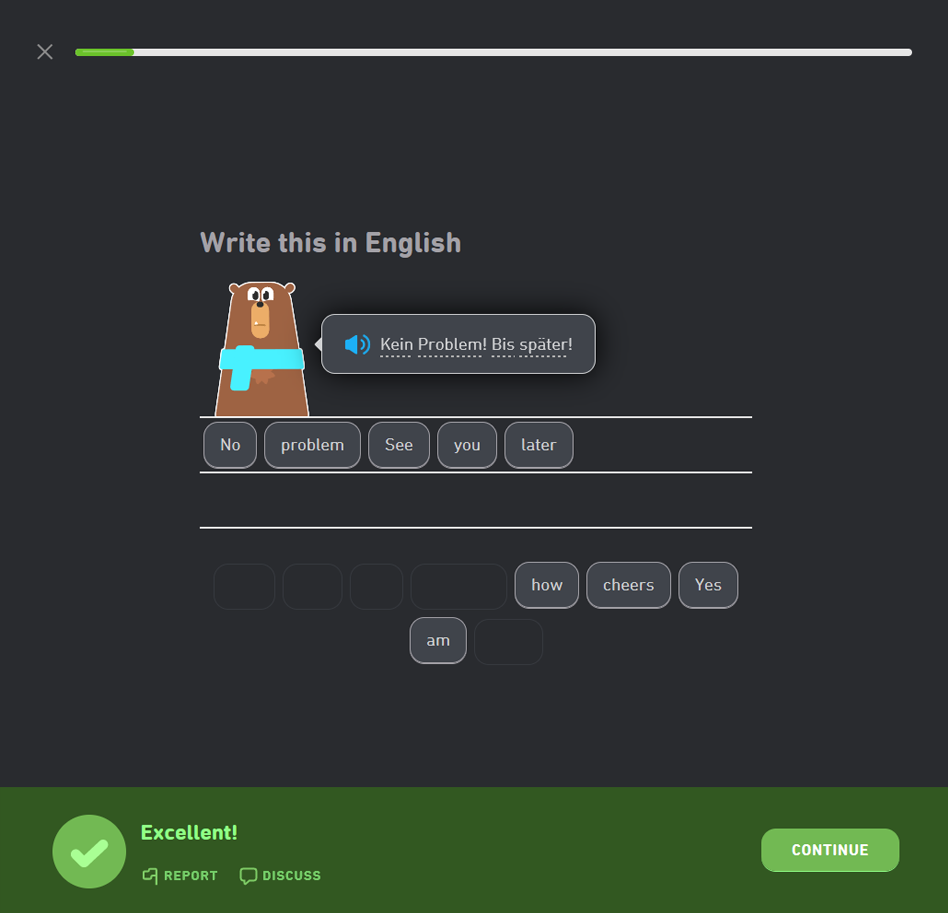 Write this in English
Kein Problem! Bis später!
No problem See you later
how cheers Yes
am
Excellent!
REPORT DISCUSS
CONTINUE